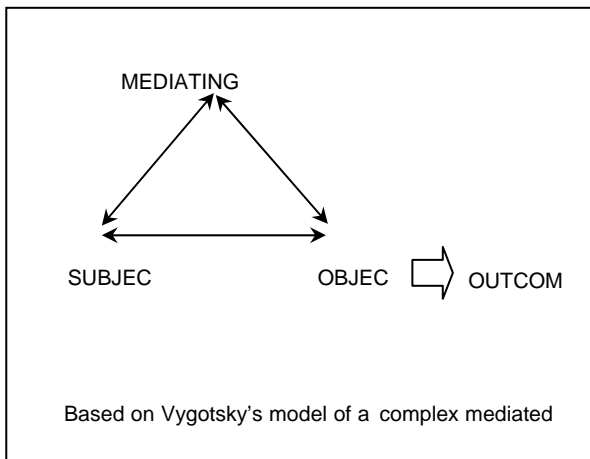 MEDIATING
SUBJEC
OBJEC
OUTCOM
Based on Vygotsky's model of a complex mediated